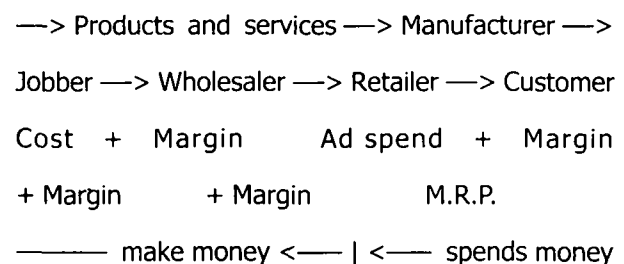 —> Products and services —> Manufacturer —>
Jobber —> Wholesaler —> Retailer —> Customer
Cost + Margin Ad spend + Margin
+ Margin + Margin M.R.P.
——— make money <—— | <—— spends money